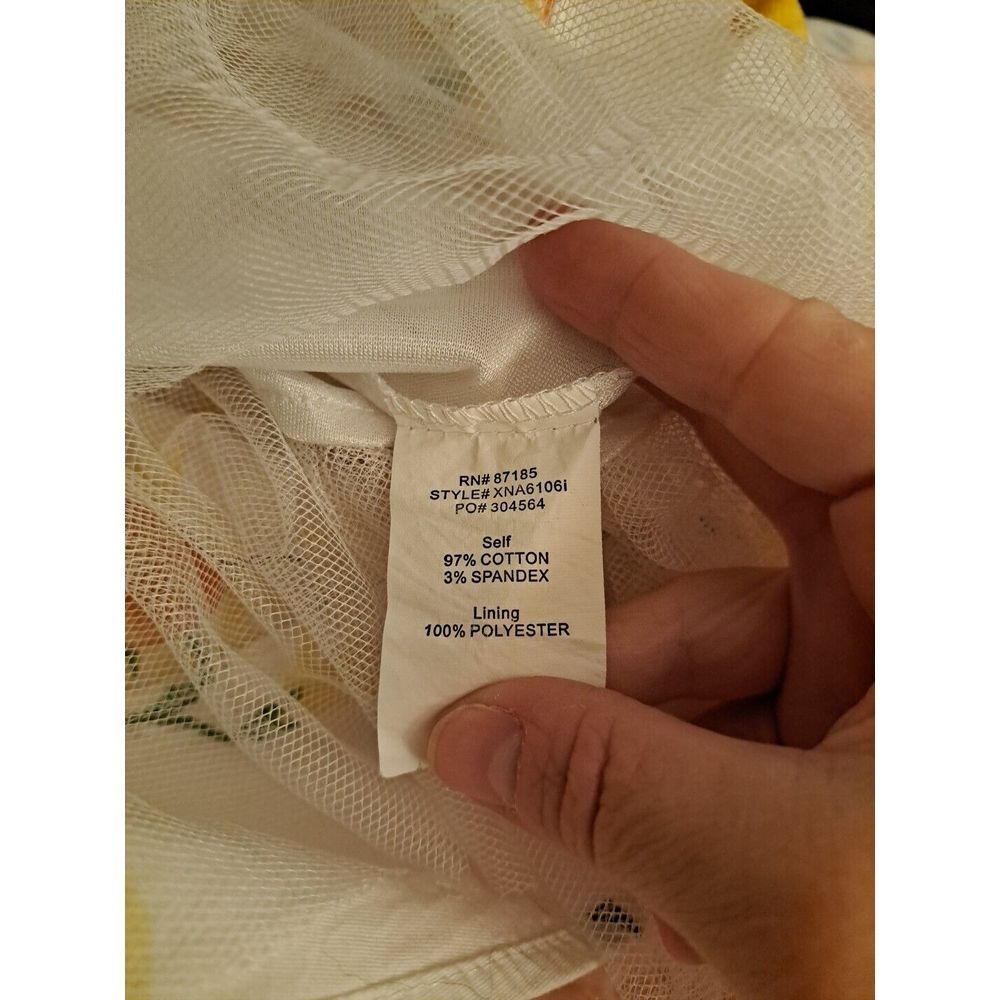 RN# 87185
STYLE# XNA6106i
PO# 304564
Self
97% COTTON
3% SPANDEX
Lining
100% POLYESTER